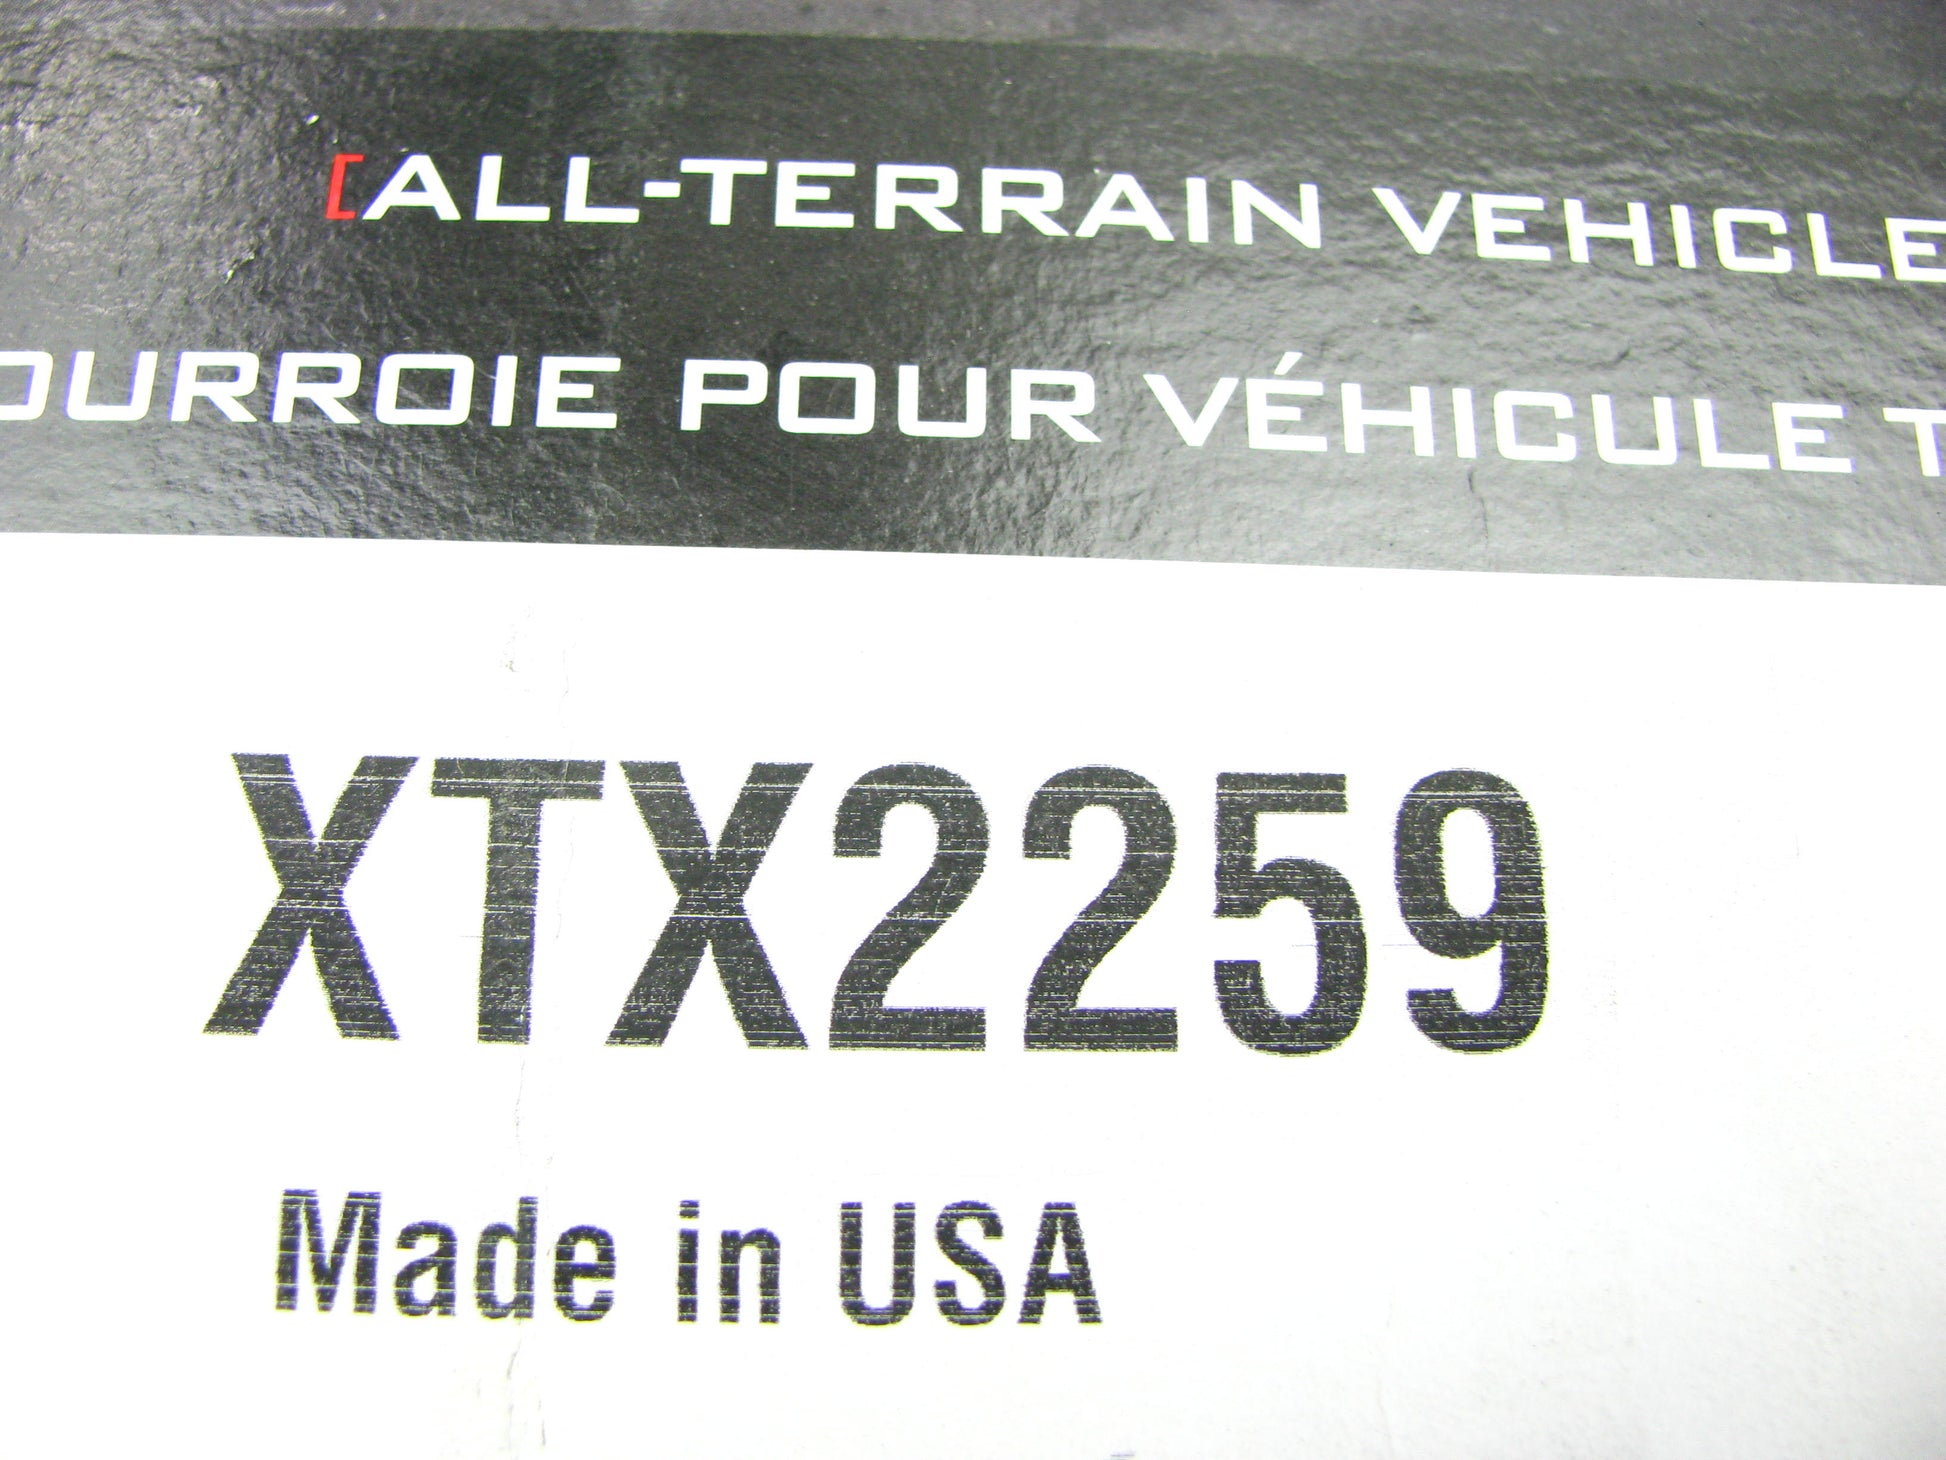 [ALL-TERRAIN VEHICLE
OURROIE POUR VÉHICULE T
XTX2259
Made in USA